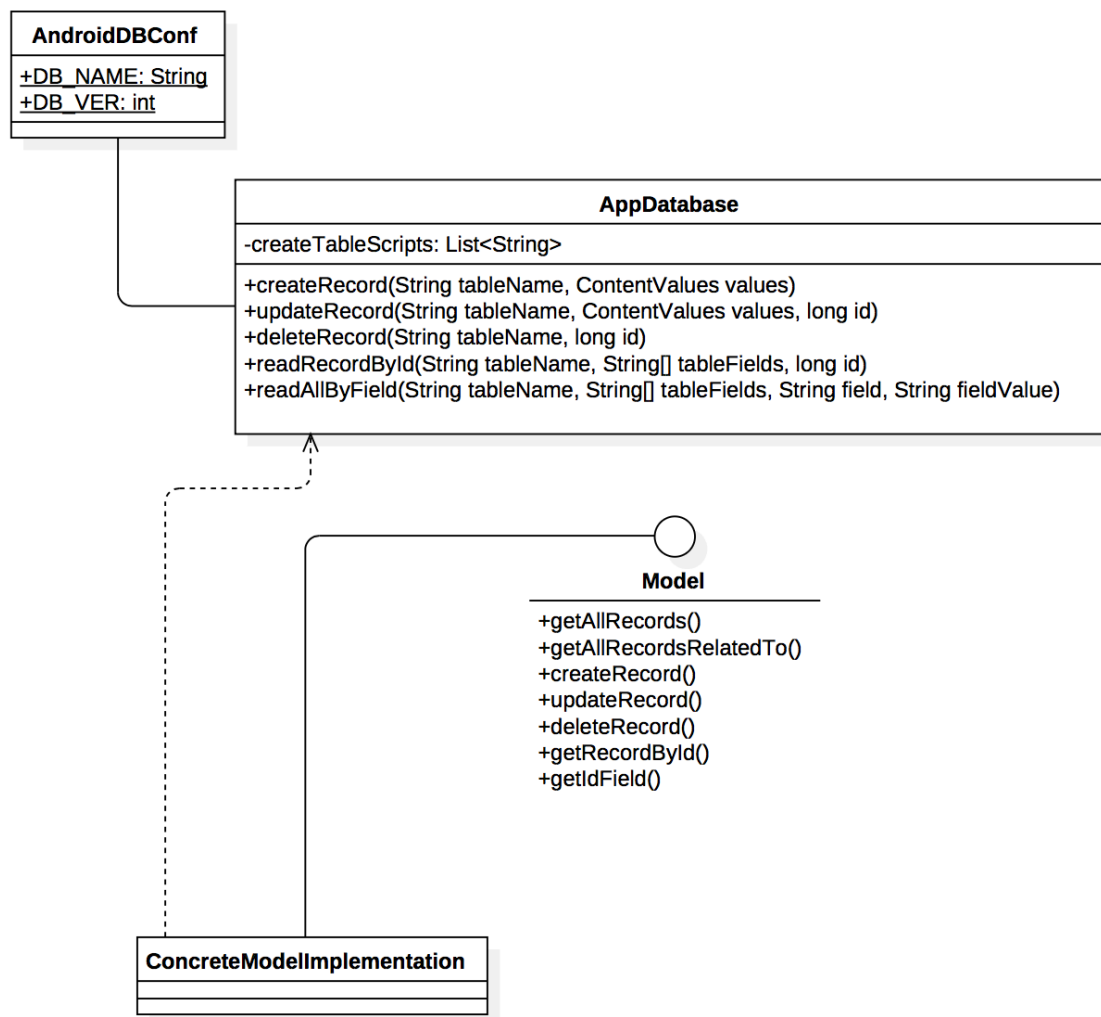 AndroidDBConf
+DB_NAME: String
+DB_VER: int
AppDatabase
-createTableScripts: List<String>
+createRecord(String tableName, ContentValues values)
+updateRecord(String tableName, ContentValues values, long id)
+deleteRecord(String tableName, long id)
+readRecordById(String tableName, String[] tableFields, long id)
+readAllByField(String tableName, String[] tableFields, String field, String fieldValue)
Model
+getAllRecords()
+getAllRecordsRelatedTo()
+createRecord()
+updateRecord()
+deleteRecord()
+getRecordById()
+getIdField()
ConcreteModelImplementation